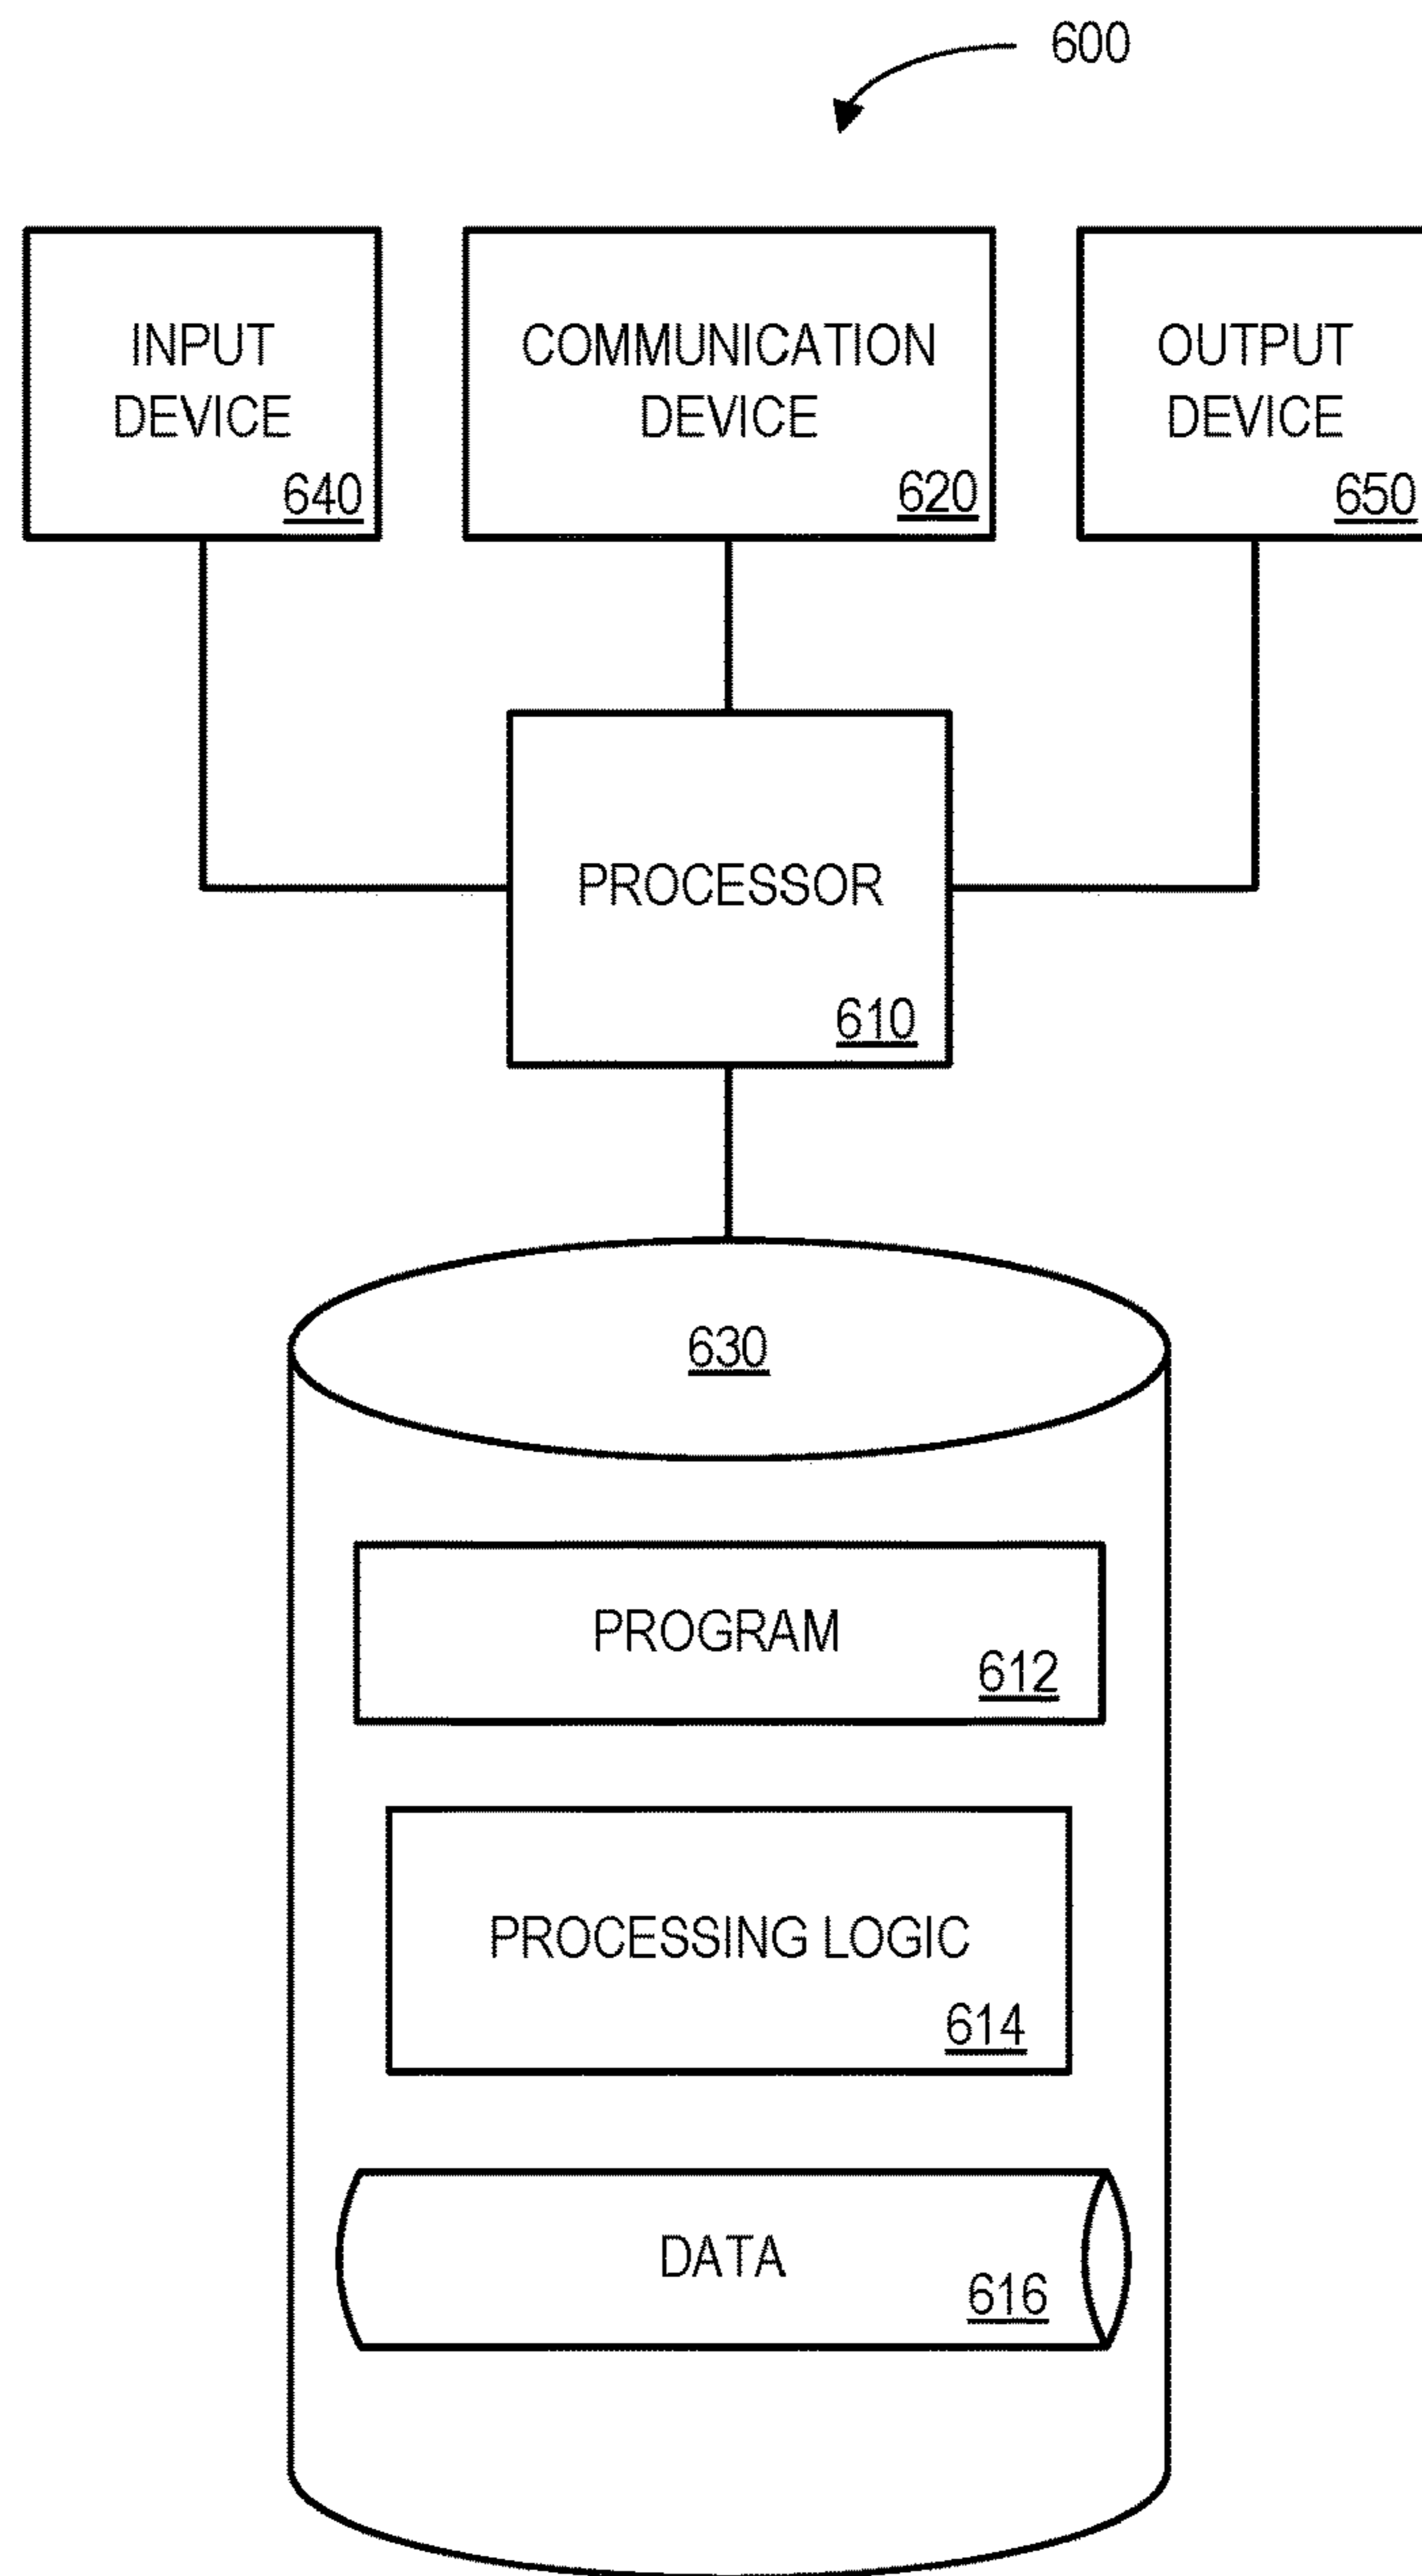 600
INPUT
DEVICE
640
COMMUNICATION
DEVICE
620
OUTPUT
DEVICE
650
PROCESSOR
610
630
PROGRAM
612
PROCESSING LOGIC
614
DATA
616